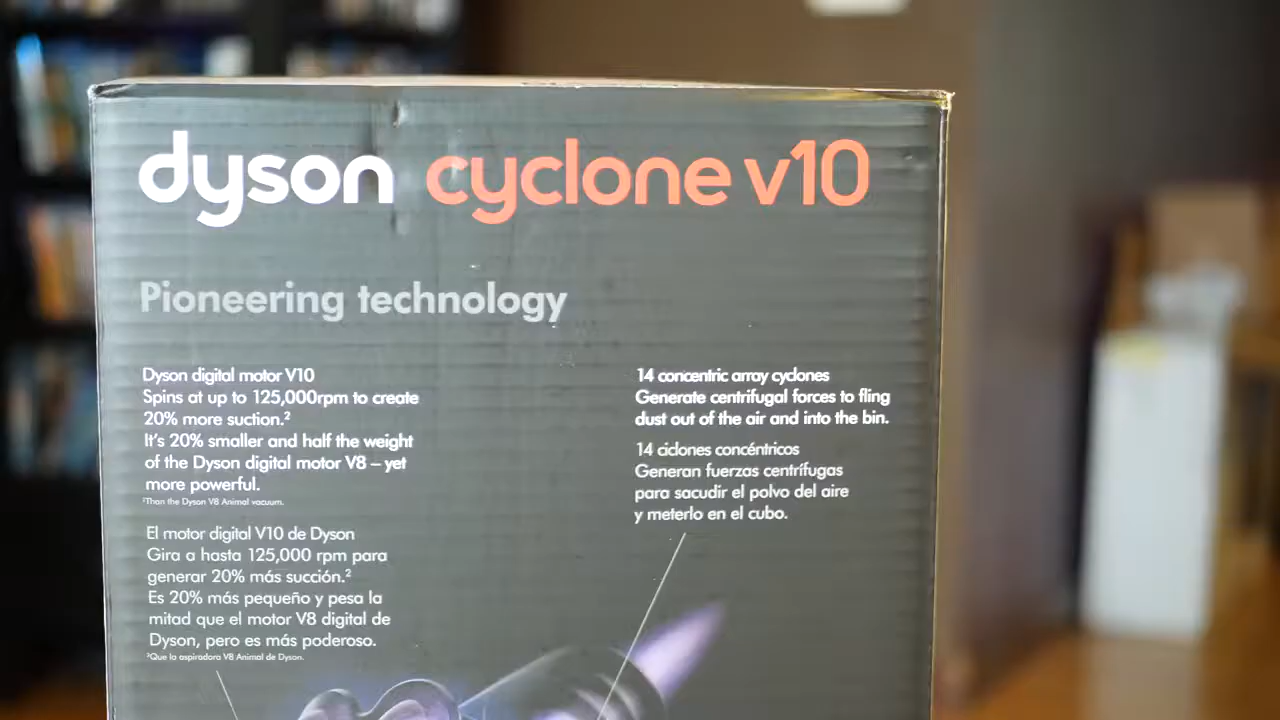 dyson cyclone v10
Pioneering technology
Dyson digital motor V10
Spins at up to 125,000rpm to create
20% more suction.²
It's 20% smaller and half the weight
of the Dyson digital motor V8 – yet
more powerful.
²Than the Dyson V8 Animal vacuum.
El motor digital V10 de Dyson
Gira a hasta 125,000 rpm para
generar 20% más succión.²
Es 20% más pequeño y pesa la
mitad que el motor V8 digital de
Dyson, pero es más poderoso.
²Que la aspiradora V8 Animal de Dyson.
14 concentric array cyclones
Generate centrifugal forces to fling
dust out of the air and into the bin.
14 ciclones concéntricos
Generan fuerzas centrífugas
para sacudir el polvo del aire
y meterlo en el cubo.